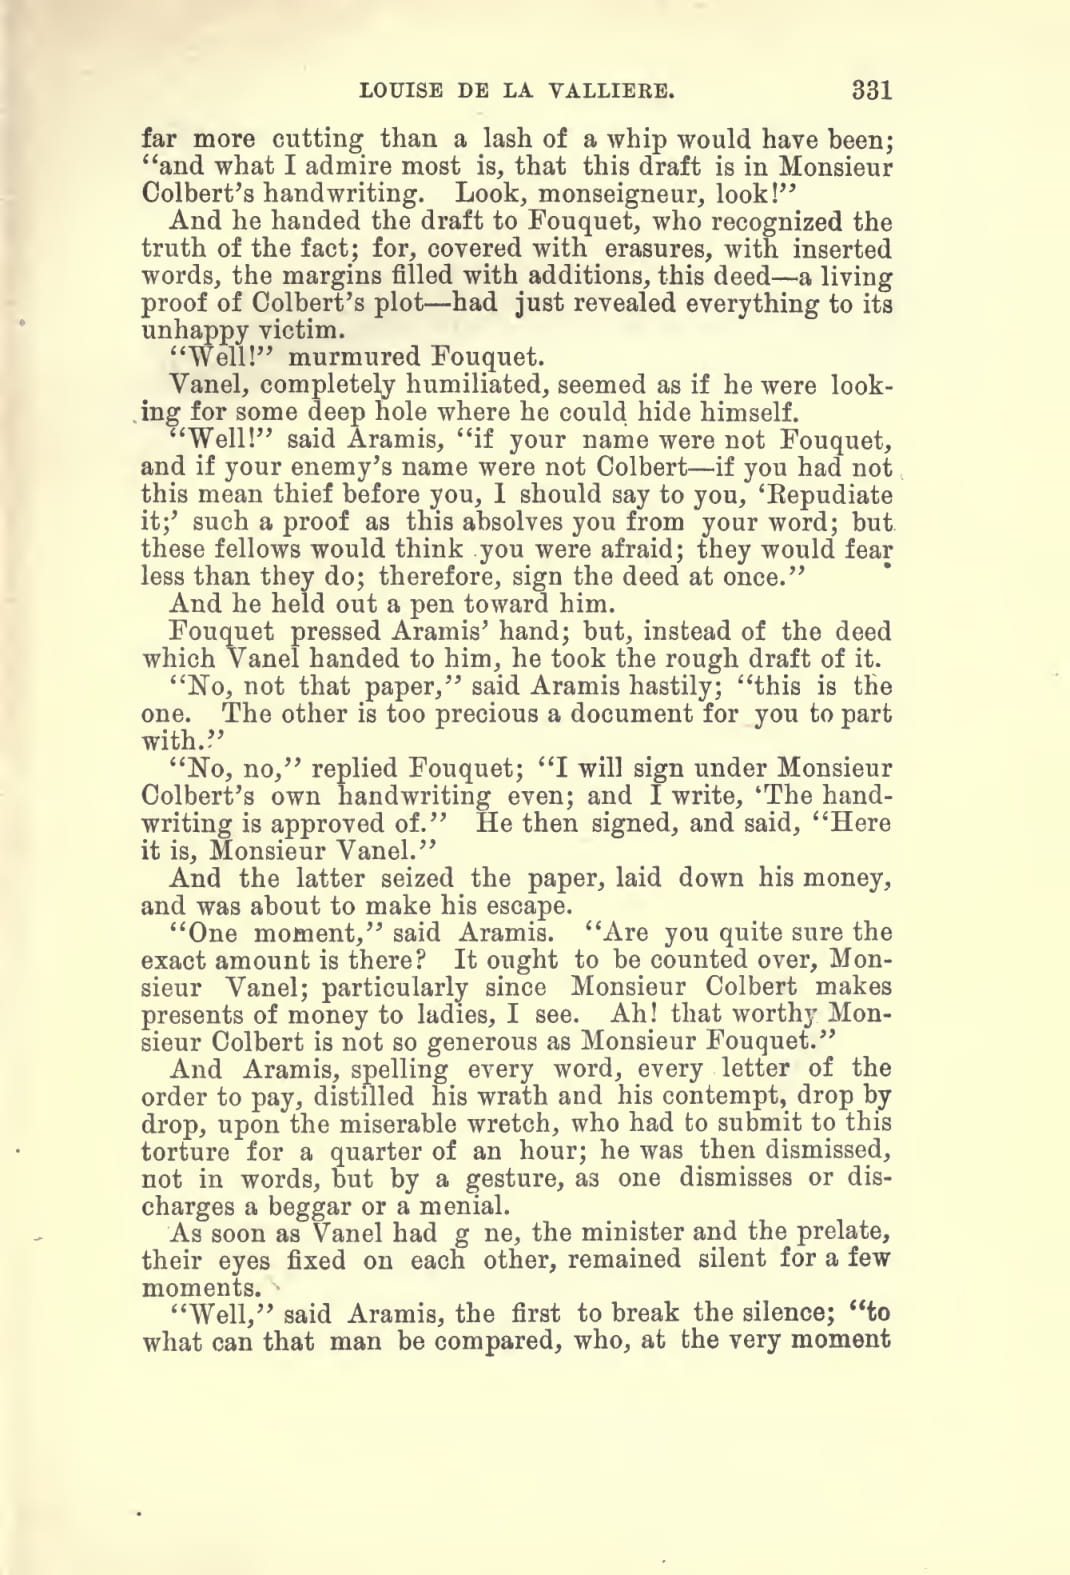 LOUISE DE LA VALLIERE. 331
far more cutting than a lash of a whip would have been;
“and what I admire most is, that this draft is in Monsieur
Colbert’s handwriting. Look, monseigneur, look!”
And he handed the draft to Fouquet, who recognized the
truth of the fact; for, covered with erasures, with inserted
words, the margins filled with additions, this deed—a living
proof of Colbert’s plot—had just revealed everything to its
unhappy victim.
“Well!” murmured Fouquet.
Vanel, completely humiliated, seemed as if he were look-
ing for some deep hole where he could hide himself.
“Well!” said Aramis, “if your name were not Fouquet,
and if your enemy’s name were not Colbert—if you had not
this mean thief before you, I should say to you, ‘Repudiate
it;’ such a proof as this absolves you from your word; but
these fellows would think you were afraid; they would fear
less than they do; therefore, sign the deed at once.”
And he held out a pen toward him.
Fouquet pressed Aramis’ hand; but, instead of the deed
which Vanel handed to him, he took the rough draft of it.
“No, not that paper,” said Aramis hastily; “this is the
one. The other is too precious a document for you to part
with.”
“No, no,” replied Fouquet; “I will sign under Monsieur
Colbert’s own handwriting even; and I write, ‘The hand-
writing is approved of.” He then signed, and said, “Here
it is, Monsieur Vanel.”
And the latter seized the paper, laid down his money,
and was about to make his escape.
“One moment,” said Aramis. “Are you quite sure the
exact amount is there? It ought to be counted over, Mon-
sieur Vanel; particularly since Monsieur Colbert makes
presents of money to ladies, I see. Ah! that worthy Mon-
sieur Colbert is not so generous as Monsieur Fouquet.”
And Aramis, spelling every word, every letter of the
order to pay, distilled his wrath and his contempt, drop by
drop, upon the miserable wretch, who had to submit to this
torture for a quarter of an hour; he was then dismissed,
not in words, but by a gesture, as one dismisses or dis-
charges a beggar or a menial.
As soon as Vanel had g ne, the minister and the prelate,
their eyes fixed on each other, remained silent for a few
moments.
“Well,” said Aramis, the first to break the silence; “to
what can that man be compared, who, at the very moment